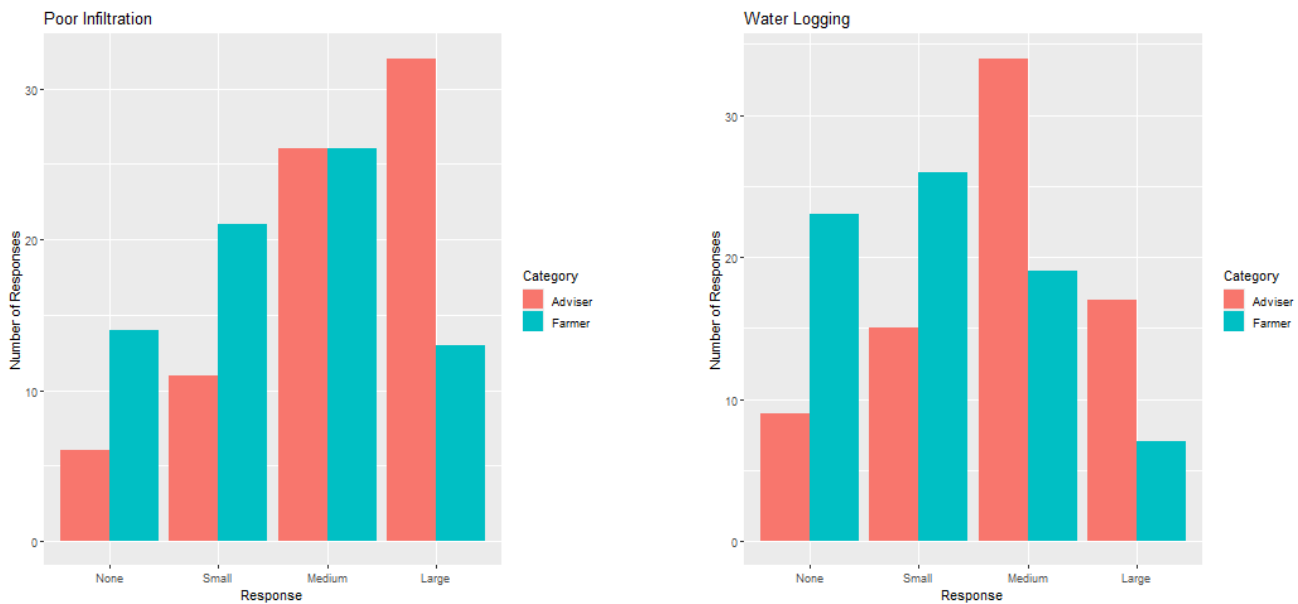 Poor Infiltration
Number of Responses
30
20
10
0
None Small Medium Large
Response
Category
Adviser
Farmer
Water Logging
Number of Responses
30
20
10
0
None Small Medium Large
Response
Category
Adviser
Farmer